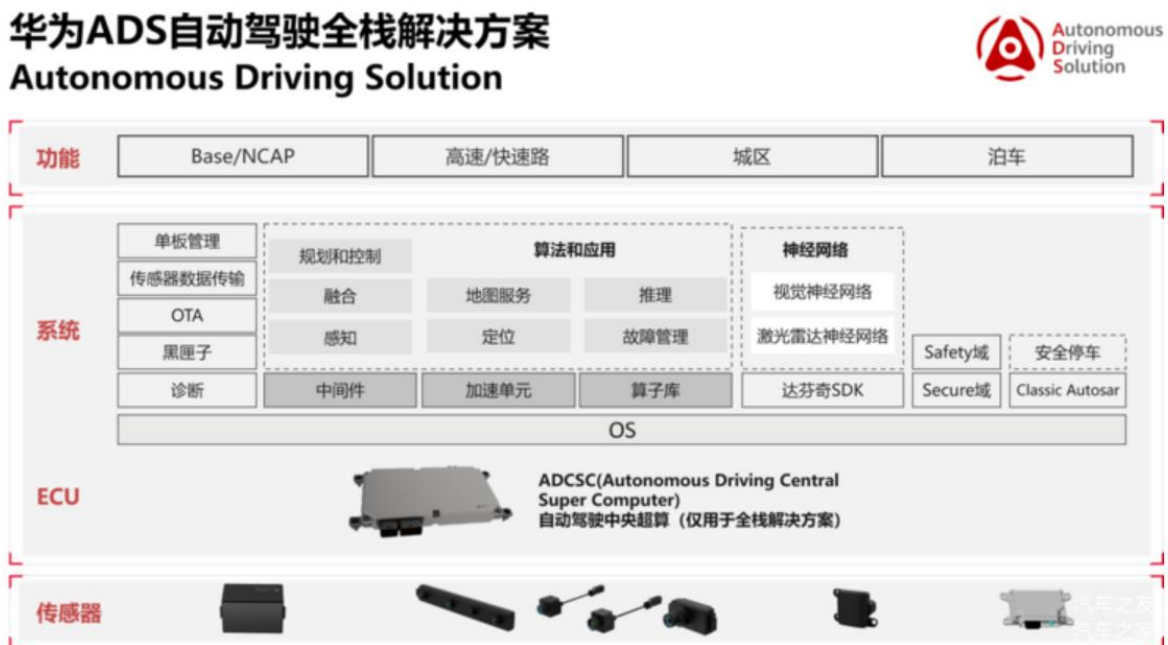 华为ADS自动驾驶全栈解决方案
Autonomous Driving Solution
Autonomous
Driving
Solution
功能
Base/NCAP
高速/快速路
城区
泊车
系统
单板管理
传感器数据传输
OTA
黑匣子
诊断
规划和控制
算法和应用
融合
地图服务
推理
感知
定位
故障管理
中间件
加速单元
算子库
神经网络
视觉神经网络
激光雷达神经网络
达芬奇SDK
Safety域
安全停车
Secure域
Classic Autosar
OS
ECU
ADCSC(Autonomous Driving Central
Super Computer)
自动驾驶中央超算（仅用于全栈解决方案）
传感器
汽车之友
汽车之家